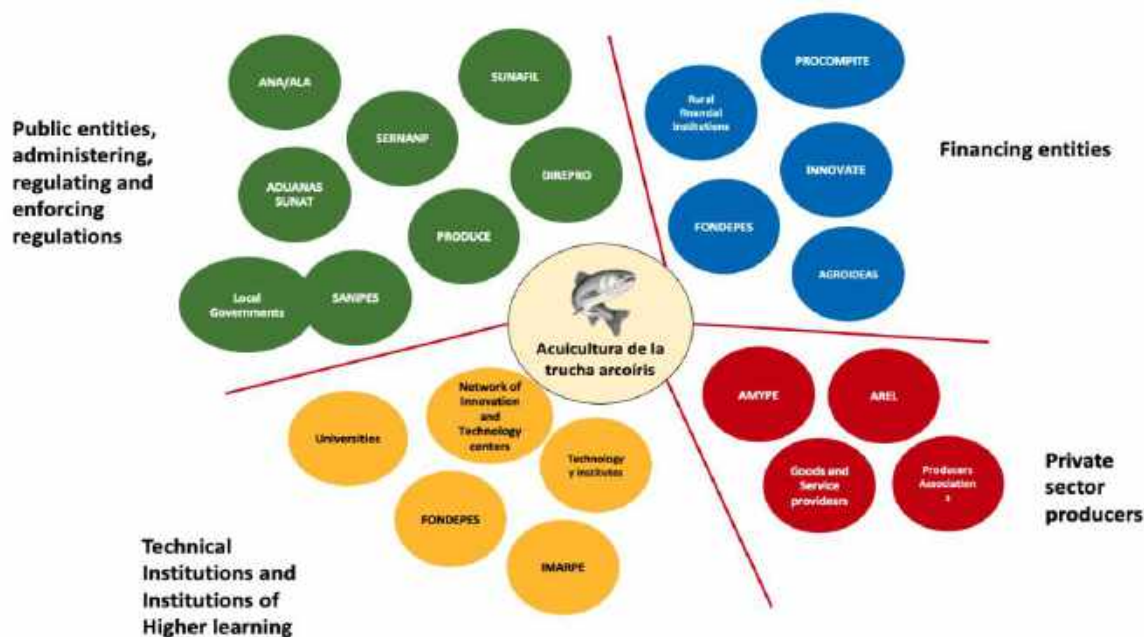 Public entities,
administering,
regulating and
enforcing
regulations
ANA/ALA
SUNAFIL
SERNANP
ADUANAS
SUNAT
DIREPRO
PRODUCE
Local
Governments
SANIPES
PROCOMPITE
Rural
financial
institutions
INNOVATE
FONDEPES
AGROIDEAS
Financing entities
Acuicultura de la
trucha arcoíris
Network of
Innovation
and
Technology
centers
Universities
Technology
y institutes
FONDEPES
IMARPE
Technical
Institutions and
Institutions of
Higher learning
AMYPE
AREL
Goods and
Service
providears
Producers
Association
s
Private
sector
producers